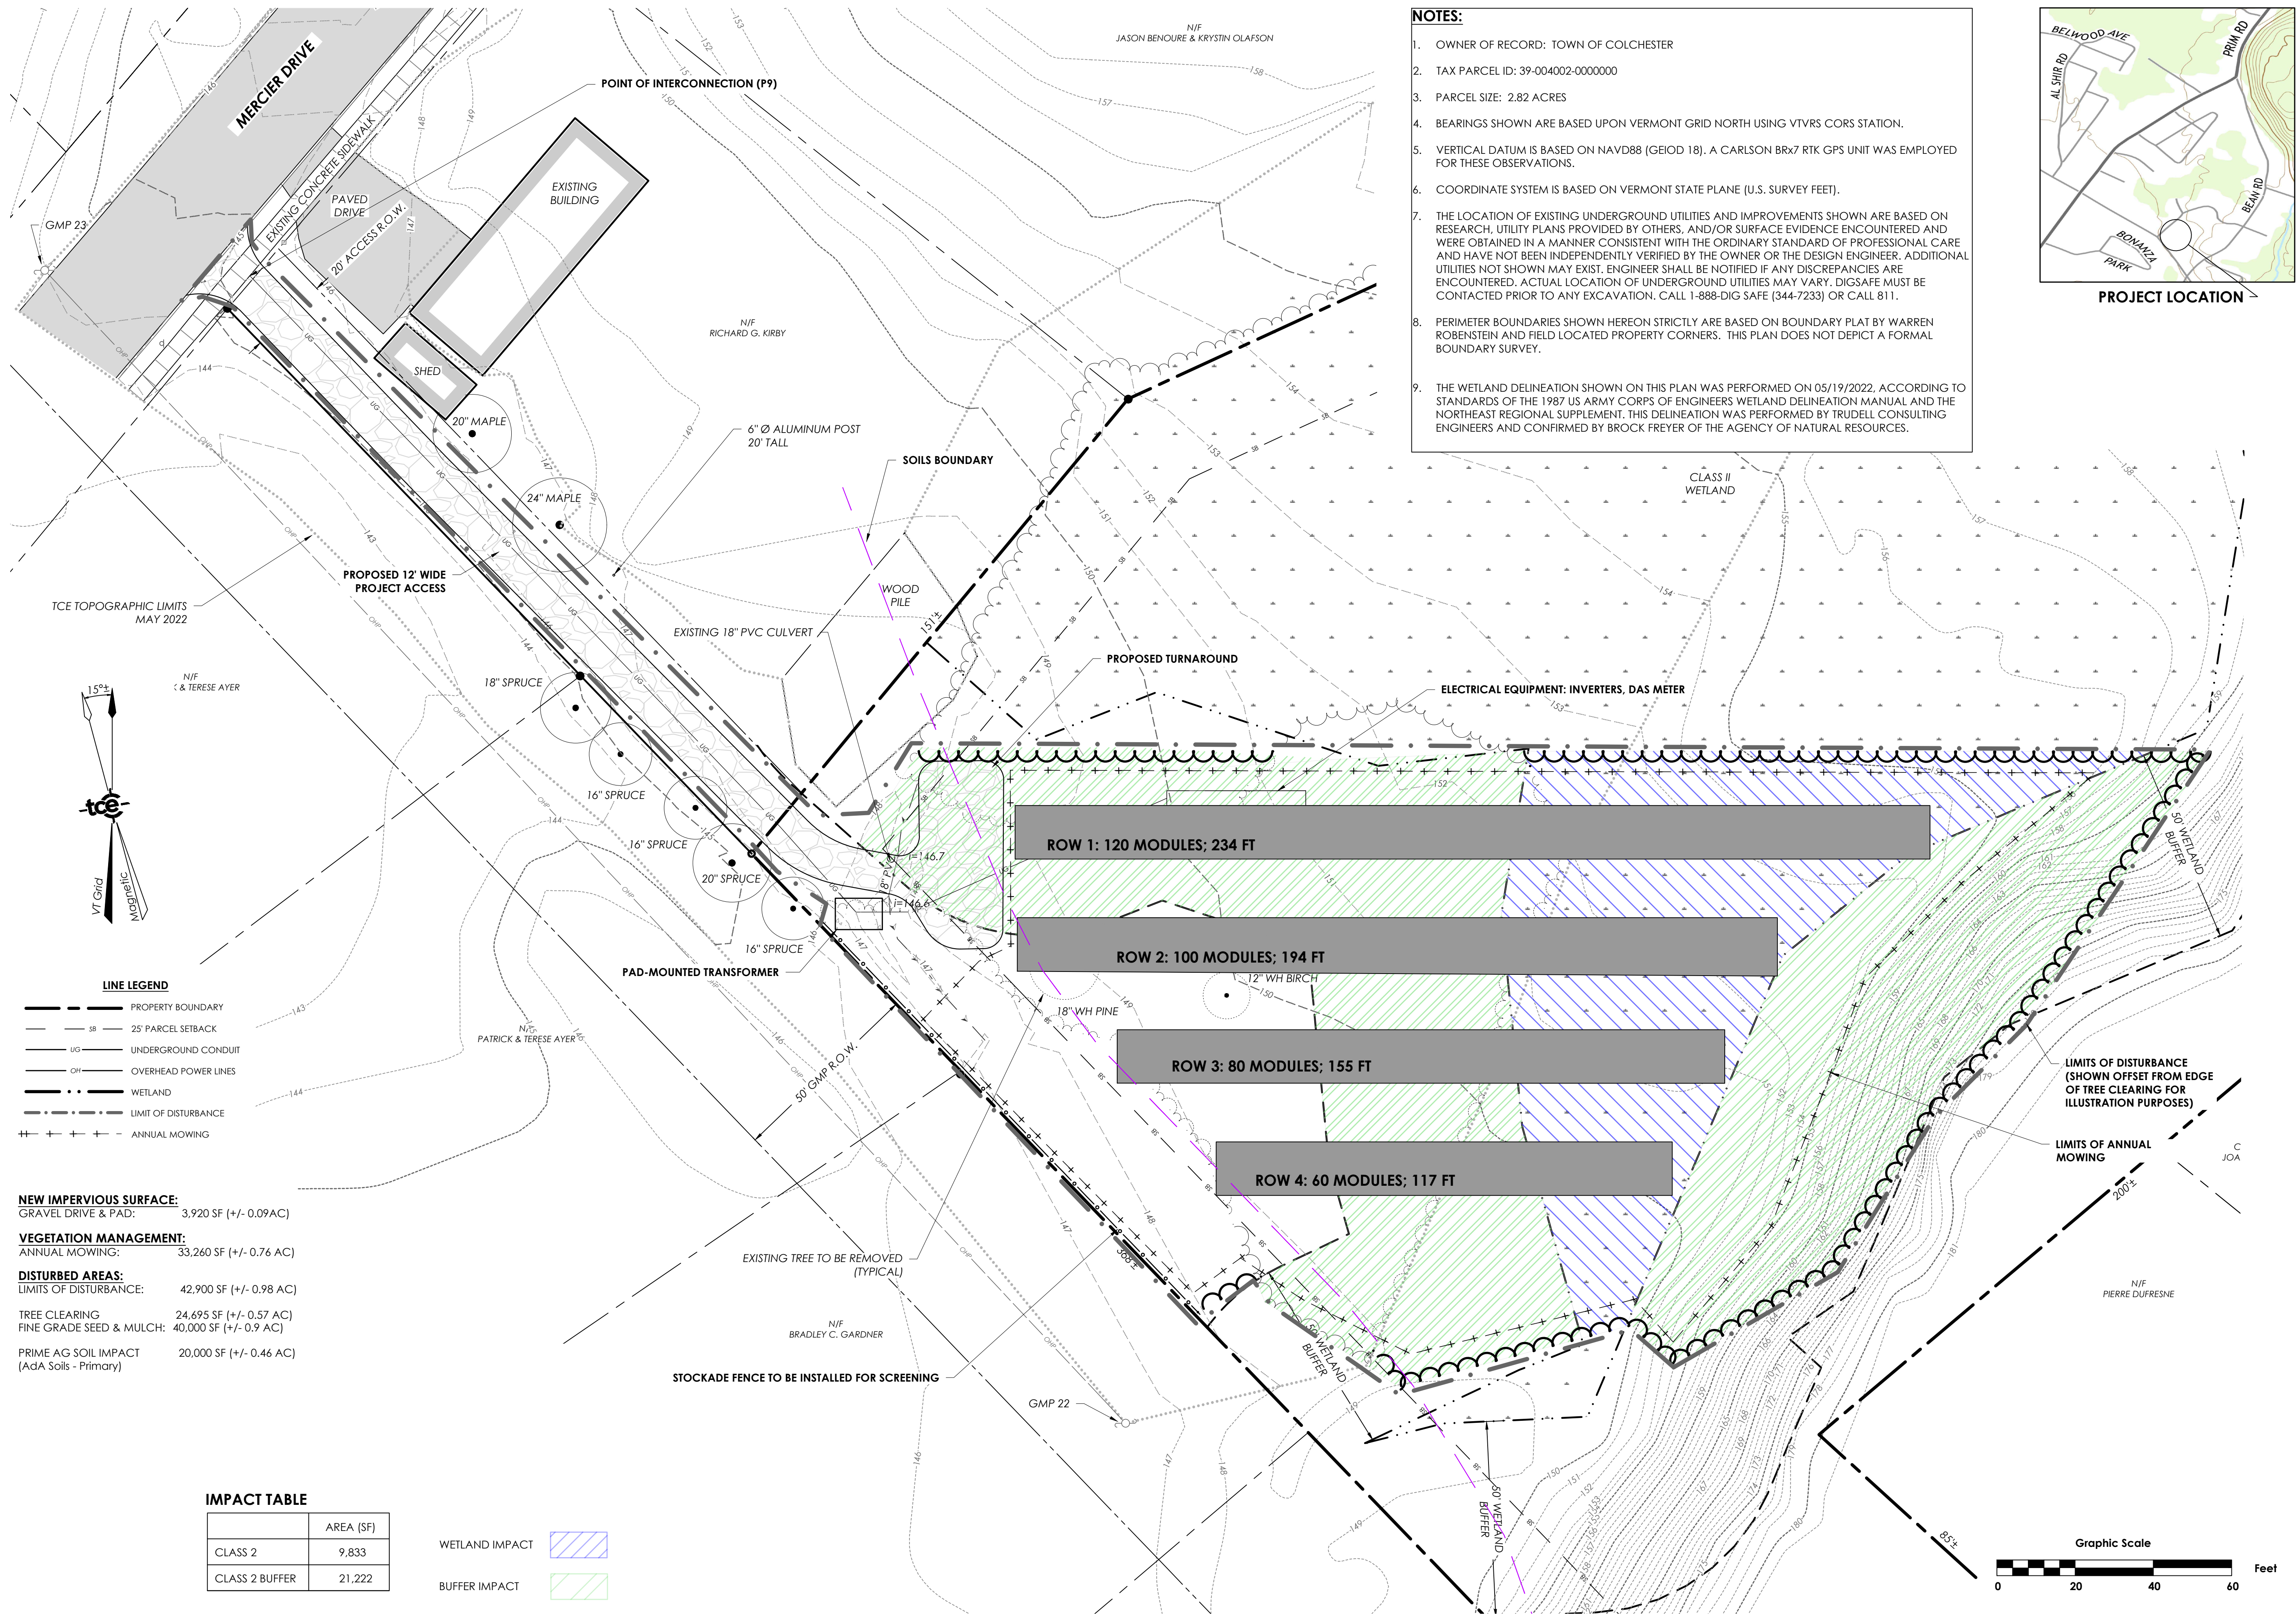 NOTES:
1. OWNER OF RECORD: TOWN OF COLCHESTER
2. TAX PARCEL ID: 39-004002-0000000
3. PARCEL SIZE: 2.82 ACRES
4. BEARINGS SHOWN ARE BASED UPON VERMONT GRID NORTH USING VTVRS CORS STATION.
5. VERTICAL DATUM IS BASED ON NAVD88 (GEIOD 18). A CARLSON BRx7 RTK GPS UNIT WAS EMPLOYED
FOR THESE OBSERVATIONS.
6. COORDINATE SYSTEM IS BASED ON VERMONT STATE PLANE (U.S. SURVEY FEET).
7. THE LOCATION OF EXISTING UNDERGROUND UTILITIES AND IMPROVEMENTS SHOWN ARE BASED ON
RESEARCH, UTILITY PLANS PROVIDED BY OTHERS, AND/OR SURFACE EVIDENCE ENCOUNTERED AND
WERE OBTAINED IN A MANNER CONSISTENT WITH THE ORDINARY STANDARD OF PROFESSIONAL CARE
AND HAVE NOT BEEN INDEPENDENTLY VERIFIED BY THE OWNER OR THE DESIGN ENGINEER. ADDITIONAL
UTILITIES NOT SHOWN MAY EXIST. ENGINEER SHALL BE NOTIFIED IF ANY DISCREPANCIES ARE
ENCOUNTERED. ACTUAL LOCATION OF UNDERGROUND UTILITIES MAY VARY. DIGSAFE MUST BE
CONTACTED PRIOR TO ANY EXCAVATION. CALL 1-888-DIG SAFE (344-7233) OR CALL 811.
8. PERIMETER BOUNDARIES SHOWN HEREON STRICTLY ARE BASED ON BOUNDARY PLAT BY WARREN
ROBENSTEIN AND FIELD LOCATED PROPERTY CORNERS. THIS PLAN DOES NOT DEPICT A FORMAL
BOUNDARY SURVEY.
9. THE WETLAND DELINEATION SHOWN ON THIS PLAN WAS PERFORMED ON 05/19/2022, ACCORDING TO
STANDARDS OF THE 1987 US ARMY CORPS OF ENGINEERS WETLAND DELINEATION MANUAL AND THE
NORTHEAST REGIONAL SUPPLEMENT. THIS DELINEATION WAS PERFORMED BY TRUDELL CONSULTING
ENGINEERS AND CONFIRMED BY BROCK FREYER OF THE AGENCY OF NATURAL RESOURCES.
BELWOOD AVE
PRIM RD
AL SHIR RD
BEAN RD
BONANZA
PARK
PROJECT LOCATION
N/F
JASON BENOURE & KRYSTIN OLAFSON
MERCIER DRIVE
POINT OF INTERCONNECTION (P9)
EXISTING CONCRETE SIDEWALK
PAVED
DRIVE
20' ACCESS R.O.W.
EXISTING
BUILDING
SHED
GMP 23
N/F
RICHARD G. KIRBY
20" MAPLE
24" MAPLE
6" Ø ALUMINUM POST
20' TALL
SOILS BOUNDARY
CLASS II
WETLAND
PROPOSED 12' WIDE
PROJECT ACCESS
WOOD
PILE
151'±
TCE TOPOGRAPHIC LIMITS
MAY 2022
EXISTING 18" PVC CULVERT
PROPOSED TURNAROUND
ELECTRICAL EQUIPMENT: INVERTERS, DAS METER
N/F
& TERESE AYER
15°±
tce
VT Grid
Magnetic
18" SPRUCE
16" SPRUCE
16" SPRUCE
20" SPRUCE
16" SPRUCE
i=146.7
i=146.6
PAD-MOUNTED TRANSFORMER
ROW 1: 120 MODULES; 234 FT
ROW 2: 100 MODULES; 194 FT
12" WH BIRCH
18" WH PINE
ROW 3: 80 MODULES; 155 FT
ROW 4: 60 MODULES; 117 FT
50' WETLAND
BUFFER
LINE LEGEND
PROPERTY BOUNDARY
SB 25' PARCEL SETBACK
UG UNDERGROUND CONDUIT
OH OVERHEAD POWER LINES
WETLAND
LIMIT OF DISTURBANCE
ANNUAL MOWING
PATRICK & TERESE AYER
50' GMP R.O.W.
LIMITS OF DISTURBANCE
(SHOWN OFFSET FROM EDGE
OF TREE CLEARING FOR
ILLUSTRATION PURPOSES)
LIMITS OF ANNUAL
MOWING
200'±
NEW IMPERVIOUS SURFACE:
GRAVEL DRIVE & PAD: 3,920 SF (+/- 0.09AC)
VEGETATION MANAGEMENT:
ANNUAL MOWING: 33,260 SF (+/- 0.76 AC)
DISTURBED AREAS:
LIMITS OF DISTURBANCE: 42,900 SF (+/- 0.98 AC)
TREE CLEARING 24,695 SF (+/- 0.57 AC)
FINE GRADE SEED & MULCH: 40,000 SF (+/- 0.9 AC)
PRIME AG SOIL IMPACT 20,000 SF (+/- 0.46 AC)
(AdA Soils - Primary)
EXISTING TREE TO BE REMOVED
(TYPICAL)
368'±
N/F
BRADLEY C. GARDNER
STOCKADE FENCE TO BE INSTALLED FOR SCREENING
GMP 22
N/F
PIERRE DUFRESNE
50' WETLAND
BUFFER
85'±
IMPACT TABLE
AREA (SF)
CLASS 2 9,833
CLASS 2 BUFFER 21,222
WETLAND IMPACT
BUFFER IMPACT
Graphic Scale
Feet
0 20 40 60